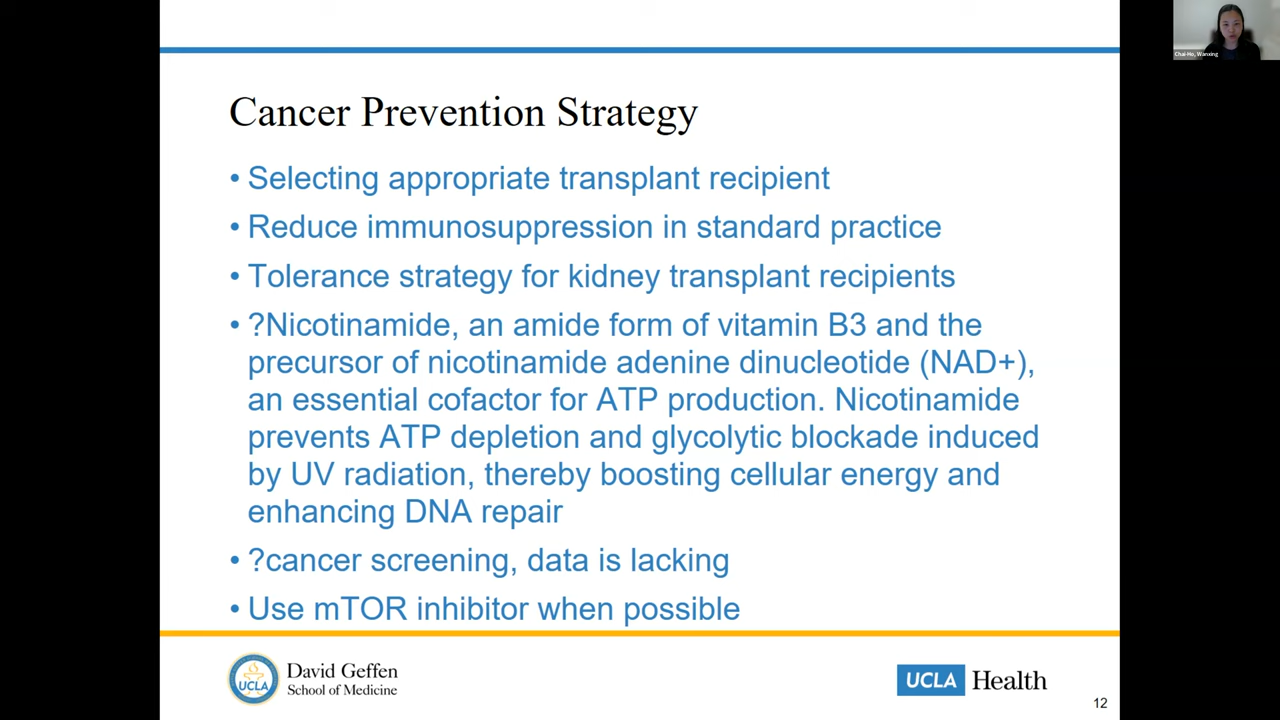 Chai-Ho, Wanxing
Cancer Prevention Strategy
• Selecting appropriate transplant recipient
• Reduce immunosuppression in standard practice
• Tolerance strategy for kidney transplant recipients
• ?Nicotinamide, an amide form of vitamin B3 and the
precursor of nicotinamide adenine dinucleotide (NAD+),
an essential cofactor for ATP production. Nicotinamide
prevents ATP depletion and glycolytic blockade induced
by UV radiation, thereby boosting cellular energy and
enhancing DNA repair
• ?cancer screening, data is lacking
• Use mTOR inhibitor when possible
UCLA
David Geffen
School of Medicine
UCLA Health
12